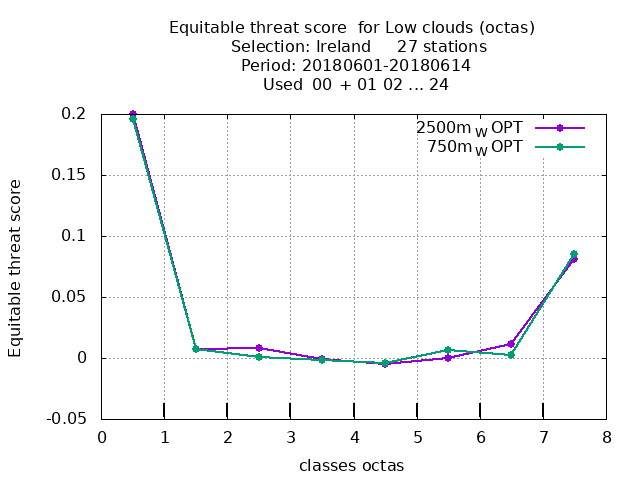 Equitable threat score  for Low clouds (octas)
Selection: Ireland     27 stations
Period: 20180601-20180614
Used  00 + 01 02 ... 24
2500m W OPT
750m W OPT
Equitable threat score
0.2
0.15
0.1
0.05
0
-0.05
0 1 2 3 4 5 6 7 8
classes octas